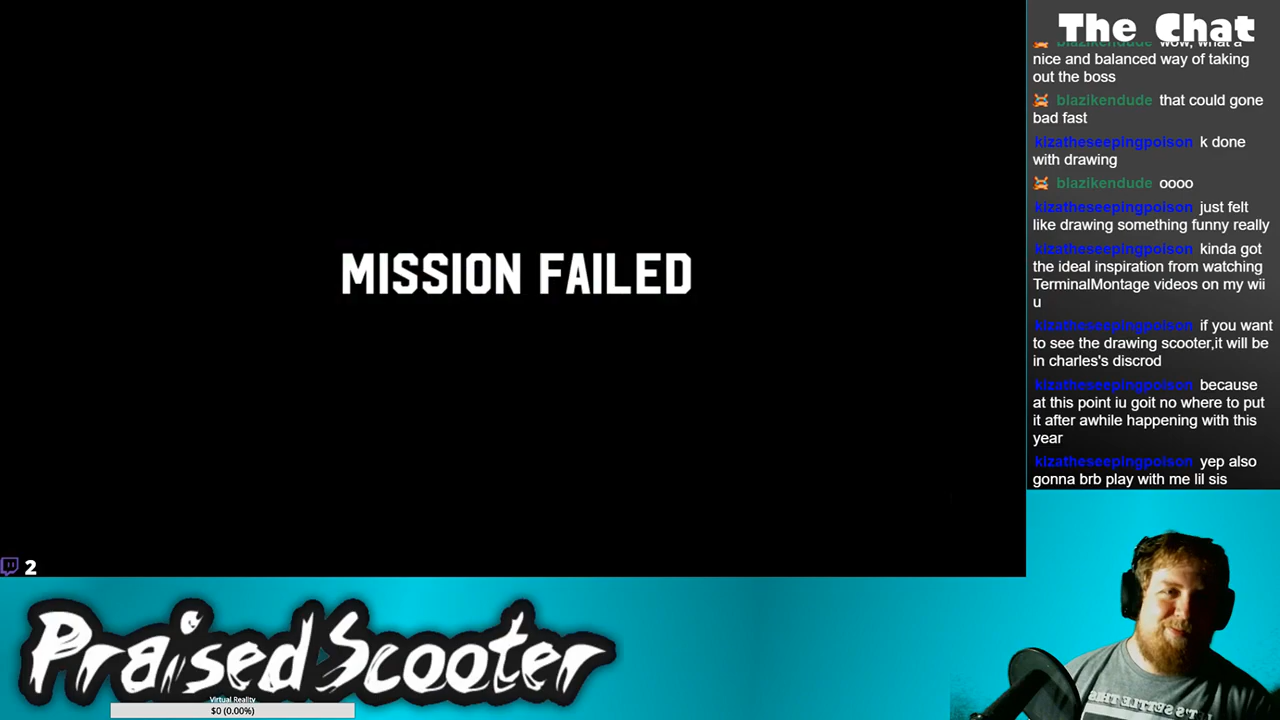 The Chat
blazikendude wow, what a
nice and balanced way of taking
out the boss
blazikendude that could gone
bad fast
kizatheseepingpoison k done
with drawing
blazikendude oooo
kizatheseepingpoison just felt
like drawing something funny really
kizatheseepingpoison kinda got
the ideal inspiration from watching
TerminalMontage videos on my wii
u
kizatheseepingpoison if you want
to see the drawing scooter,it will be
in charles's discrod
kizatheseepingpoison because
at this point iu goit no where to put
it after awhile happening with this
year
kizatheseepingpoison yep also
gonna brb play with me lil sis
MISSION FAILED
2
PraisedScooter
Virtual Reality
$0 (0.00%)